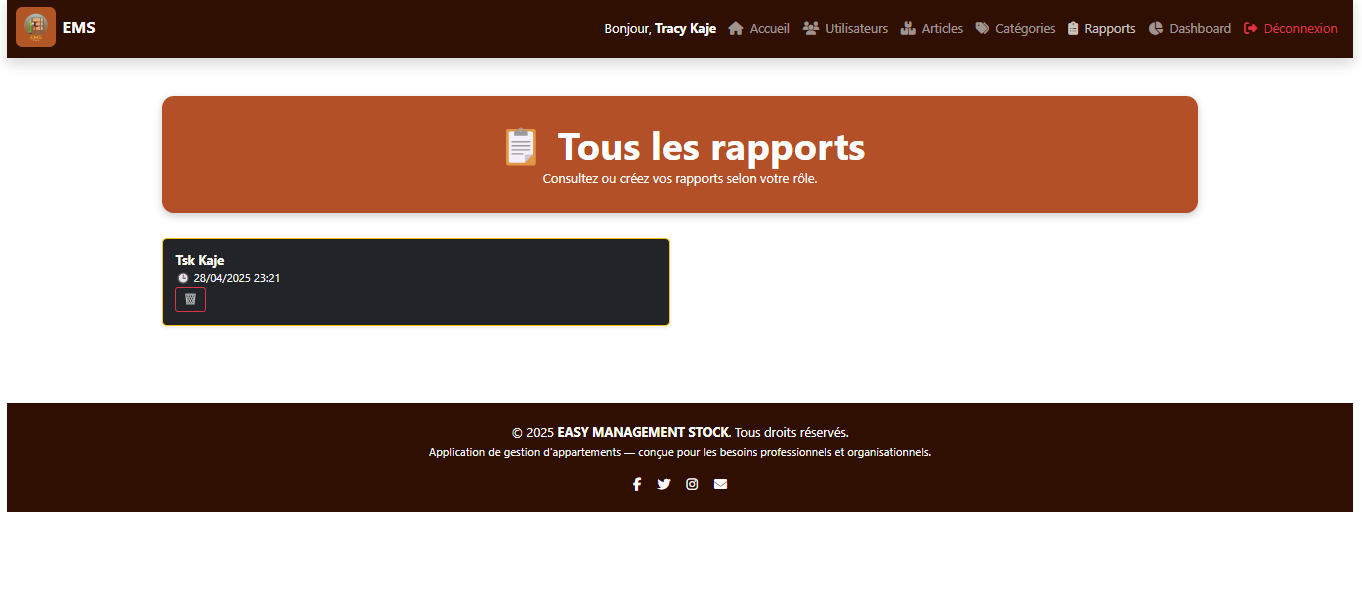 EMS
Bonjour, Tracy Kaje Accueil Utilisateurs Articles Catégories Rapports Dashboard Déconnexion
Tous les rapports
Consultez ou créez vos rapports selon votre rôle.
Tsk Kaje
28/04/2025 23:21
© 2025 EASY MANAGEMENT STOCK. Tous droits réservés.
Application de gestion d'appartements — conçue pour les besoins professionnels et organisationnels.